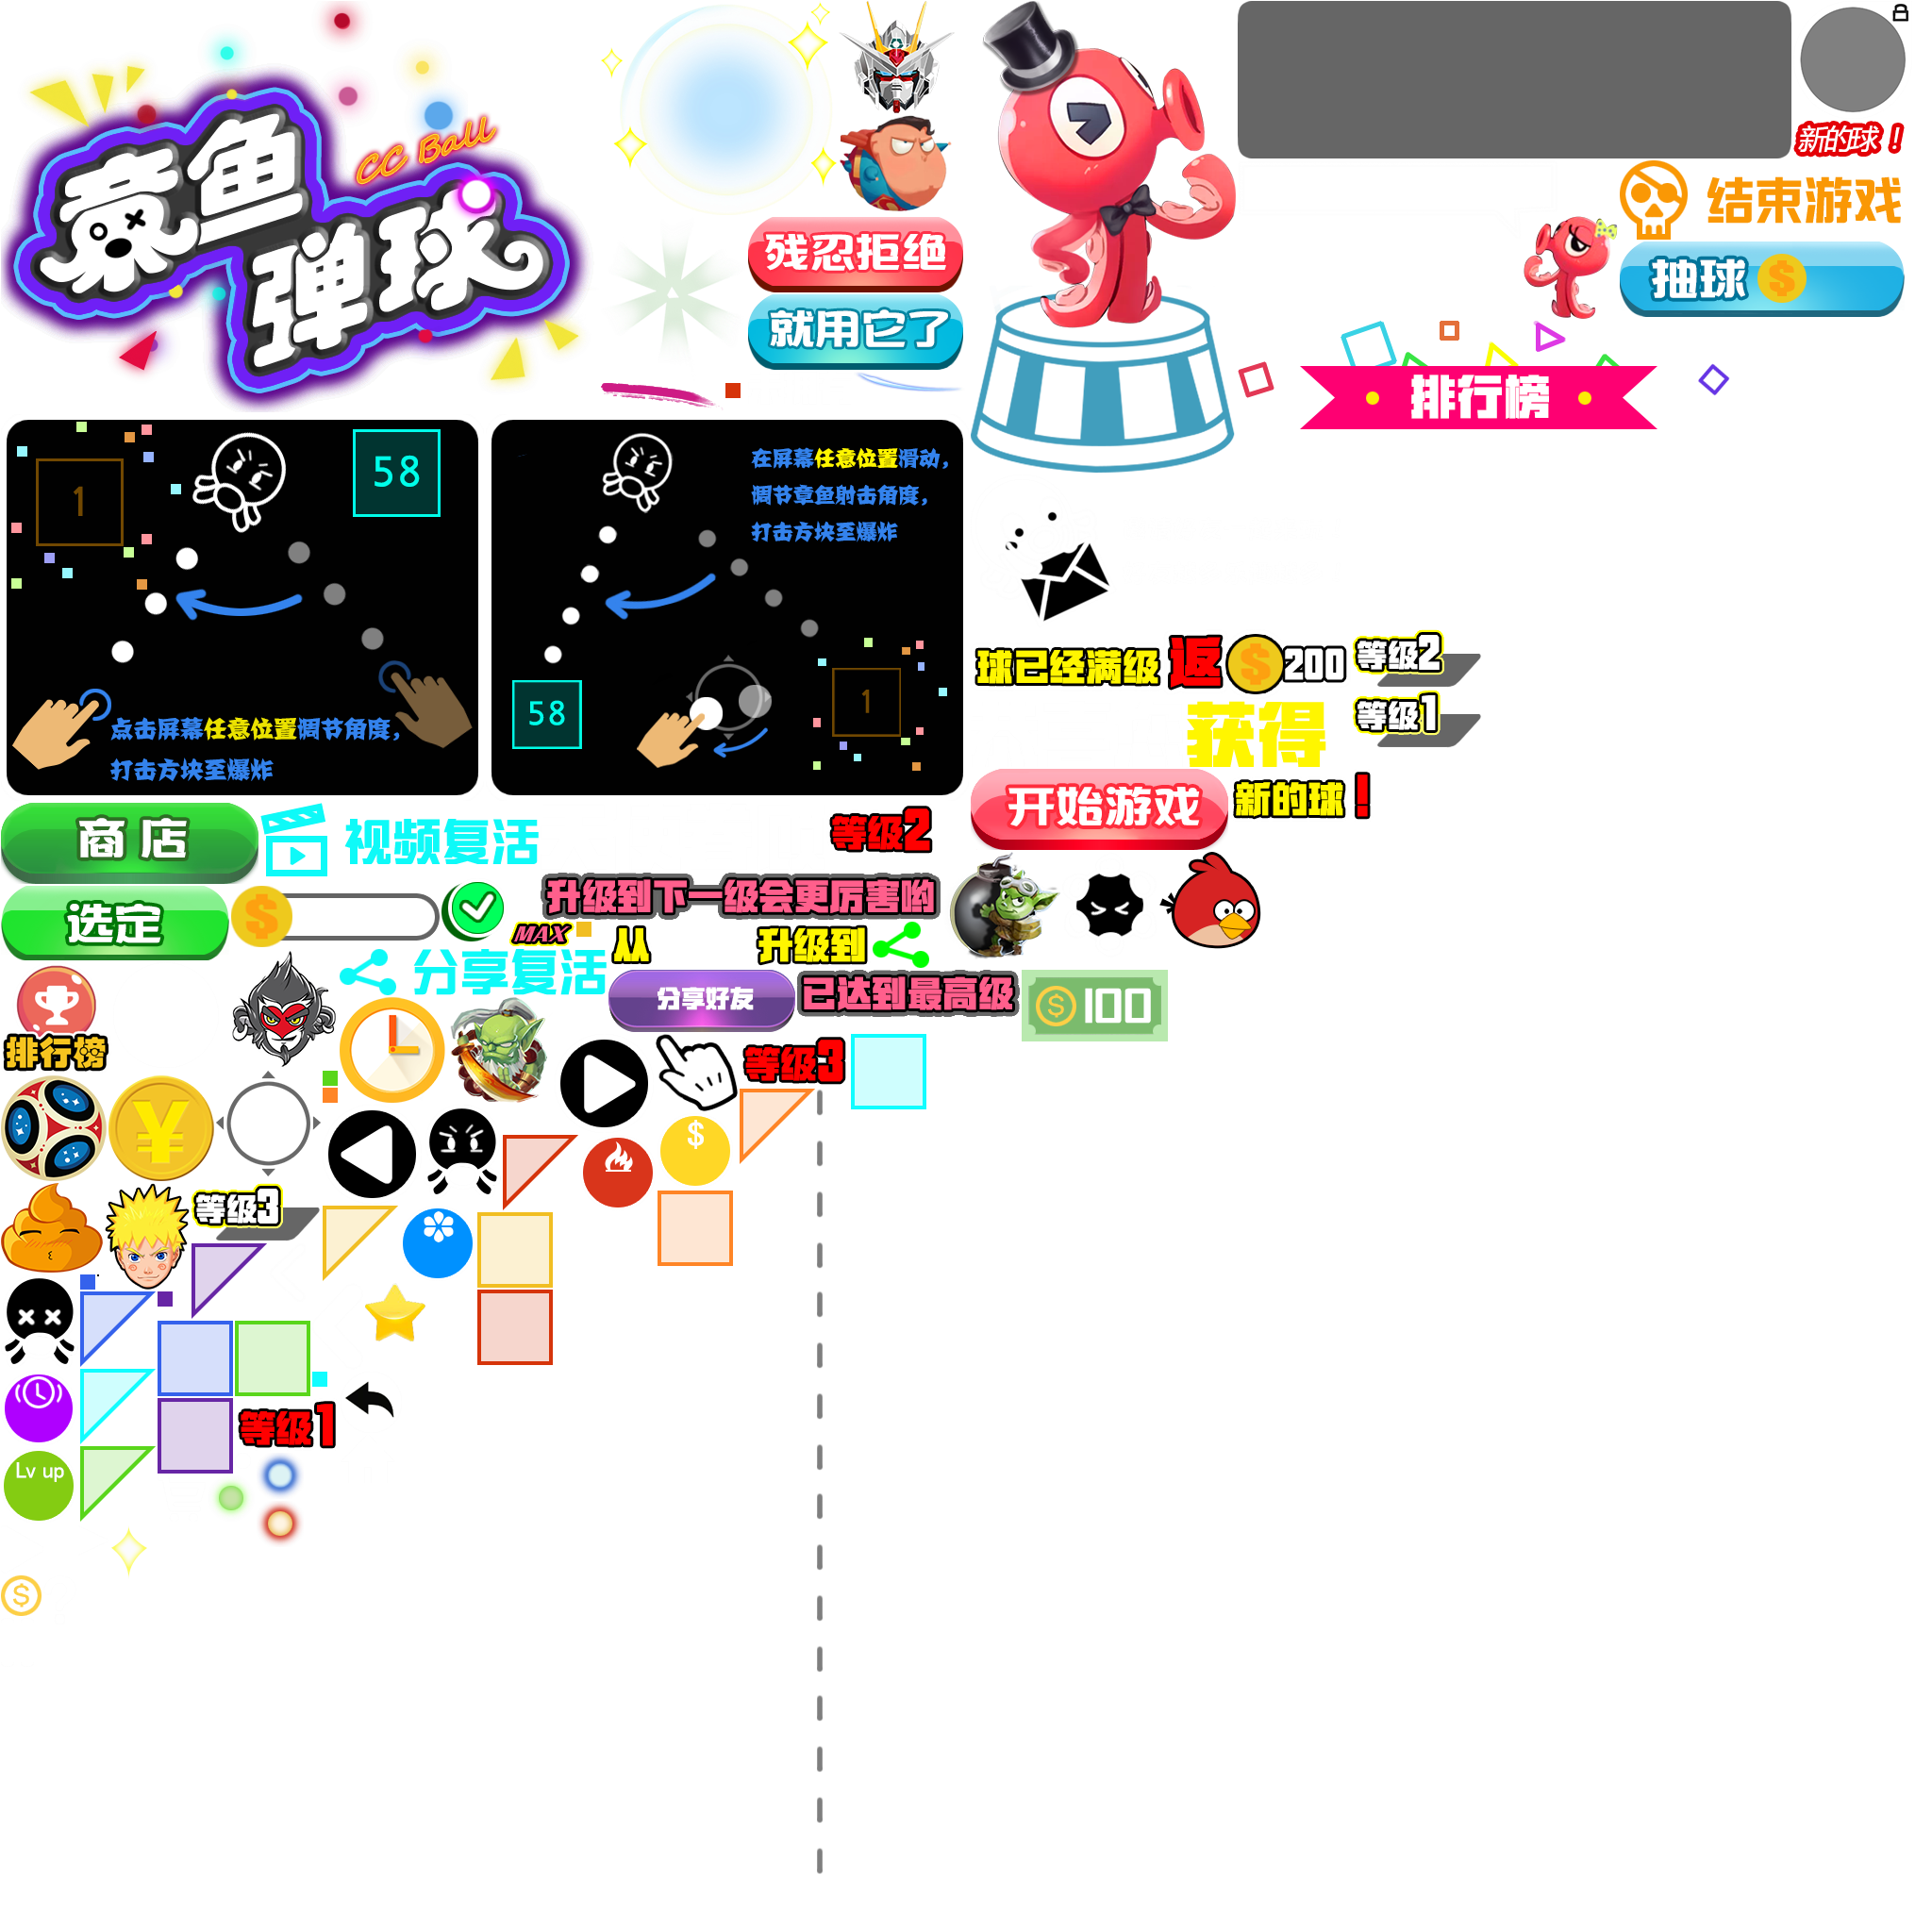 CC Ball
章鱼
弹球
残忍拒绝
就用它了
新的球！
结束游戏
抽球 $
排行榜
1
58
点击屏幕任意位置调节角度，
打击方块至爆炸
在屏幕任意位置滑动，
调节章鱼射击角度，
打击方块至爆炸
58
1
球已经满级 返 $ 200
等级2
等级1
获得
开始游戏
新的球！
商店
视频复活
等级2
选定
$
升级到下一级会更厉害哟
MAX
从
升级到
分享复活
分享好友
已达到最高级
$ 100
排行榜
等级3
¥
$
等级3
等级1
Lv up
$